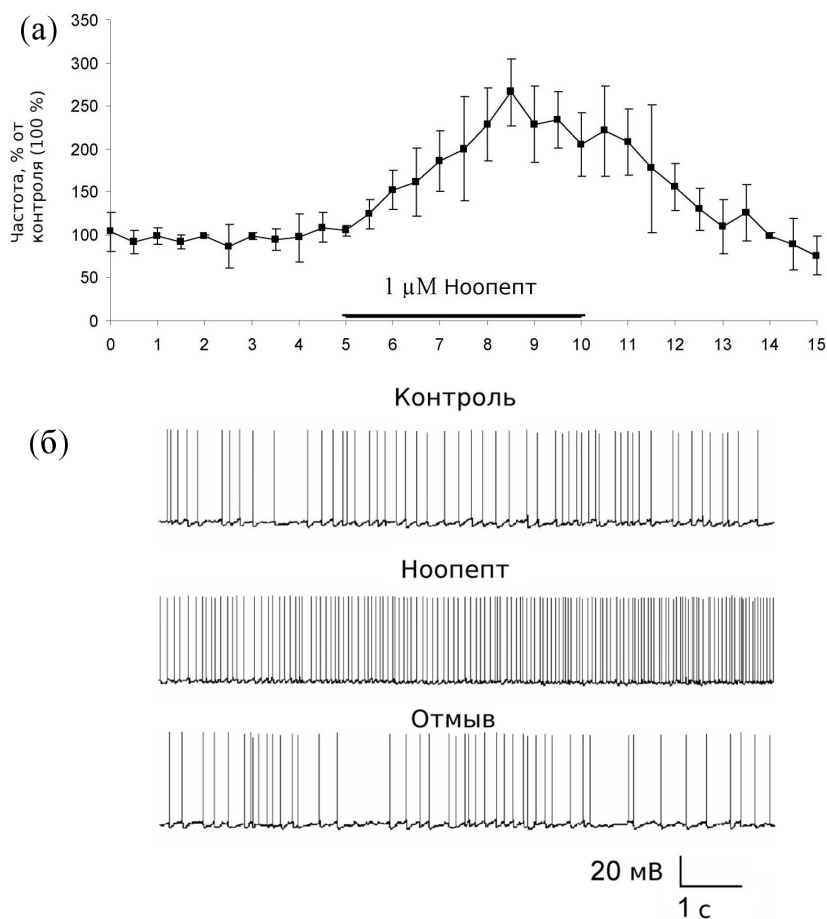 (а)
Частота, % от
контроля (100 %)
350
300
250
200
150
100
50
0
1 µM Ноопепт
0 1 2 3 4 5 6 7 8 9 10 11 12 13 14 15
Контроль
(б)
Ноопепт
Отмыв
20 мВ
1 с